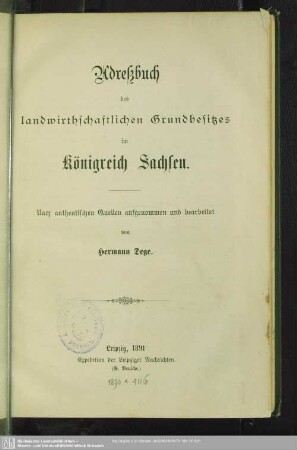 Adreßbuch
des
landwirthschaftlichen Grundbesitzes
im
Königreich Sachsen.
Nach authentischen Quellen aufgenommen und bearbeitet
von
Hermann Dege.
Leipzig, 1891
Expedition der Leipziger Nachrichten.